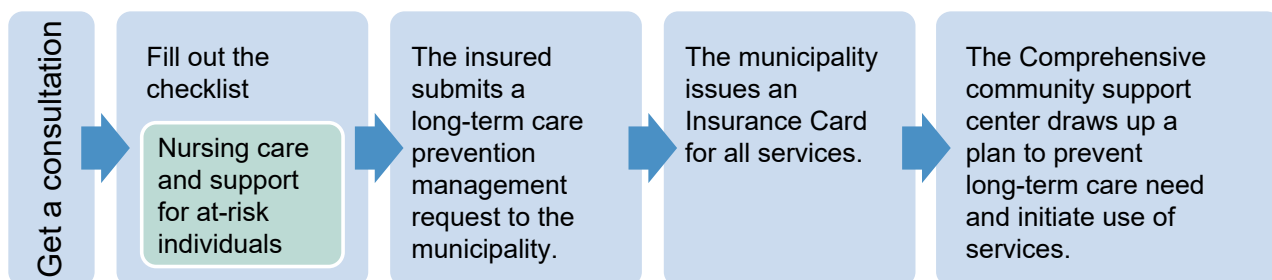 Get a consultation
Fill out the
checklist
Nursing care
and support
for at-risk
individuals
The insured
submits a
long-term care
prevention
management
request to the
municipality.
The municipality
issues an
Insurance Card
for all services.
The Comprehensive
community support
center draws up a
plan to prevent
long-term care need
and initiate use of
services.